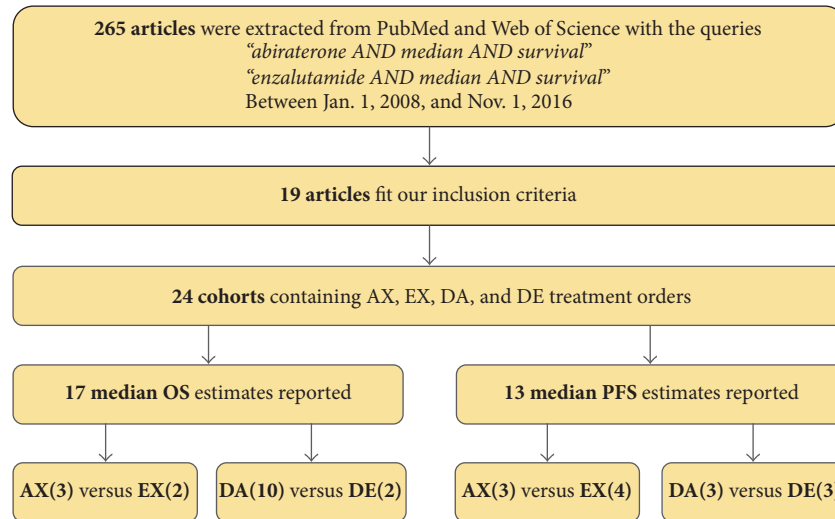 265 articles were extracted from PubMed and Web of Science with the queries
“abiraterone AND median AND survival”
“enzalutamide AND median AND survival”
Between Jan. 1, 2008, and Nov. 1, 2016
19 articles fit our inclusion criteria
24 cohorts containing AX, EX, DA, and DE treatment orders
17 median OS estimates reported
13 median PFS estimates reported
AX(3) versus EX(2)
DA(10) versus DE(2)
AX(3) versus EX(4)
DA(3) versus DE(3)